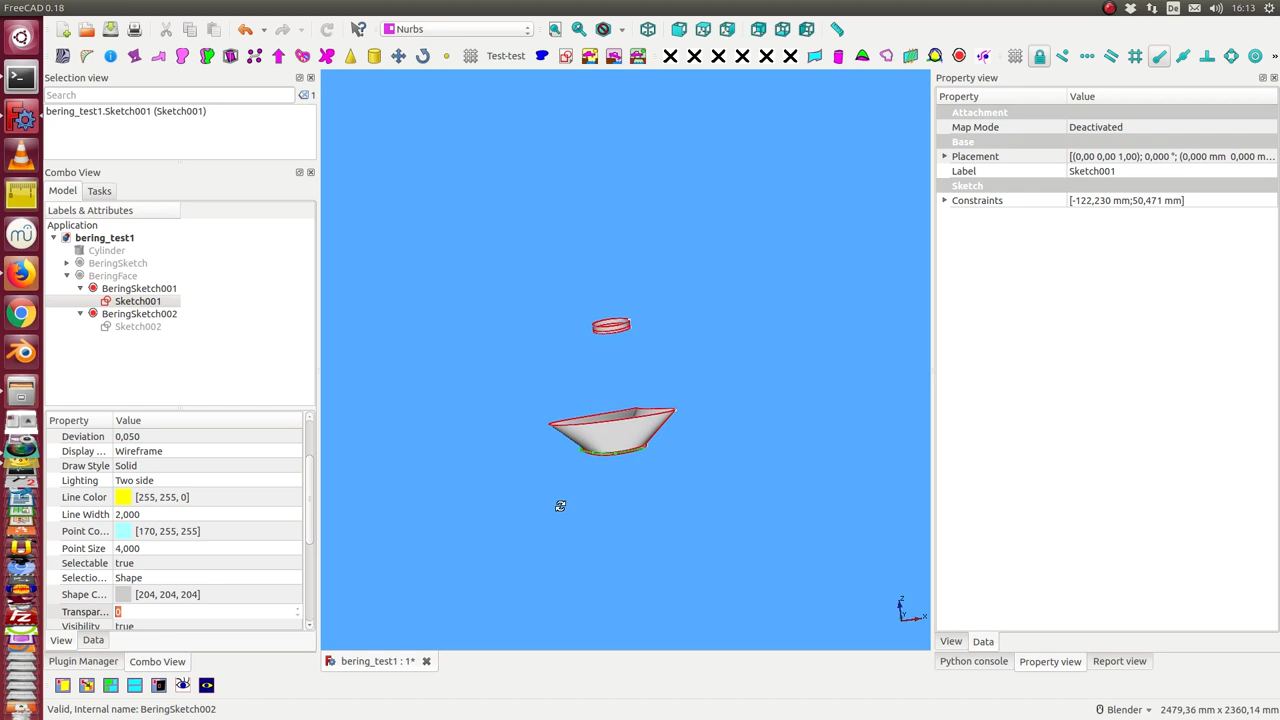 FreeCAD 0.18
De
16:13
Nurbs
Test-test
Selection view
Search
1
bering_test1.Sketch001 (Sketch001)
Combo View
Model
Tasks
Labels & Attributes
Application
bering_test1
Cylinder
BeringSketch
BeringFace
BeringSketch001
Sketch001
BeringSketch002
Sketch002
Property
Value
Deviation
0,050
Display ...
Wireframe
Draw Style
Solid
Lighting
Two side
Line Color
[255, 255, 0]
Line Width
2,000
Point Co...
[170, 255, 255]
Point Size
4,000
Selectable
true
Selectio...
Shape
Shape C...
[204, 204, 204]
Transpar...
0
Visibility
true
View
Data
Plugin Manager
Combo View
Z
Y
X
bering_test1 : 1*
Property view
Property
Value
Attachment
Map Mode
Deactivated
Base
Placement
[(0,00 0,00 1,00); 0,000 °; (0,000 mm 0,000 m...
Label
Sketch001
Sketch
Constraints
[-122,230 mm;50,471 mm]
View
Data
Python console
Property view
Report view
Valid, Internal name: BeringSketch002
Blender
2479,36 mm x 2360,14 mm